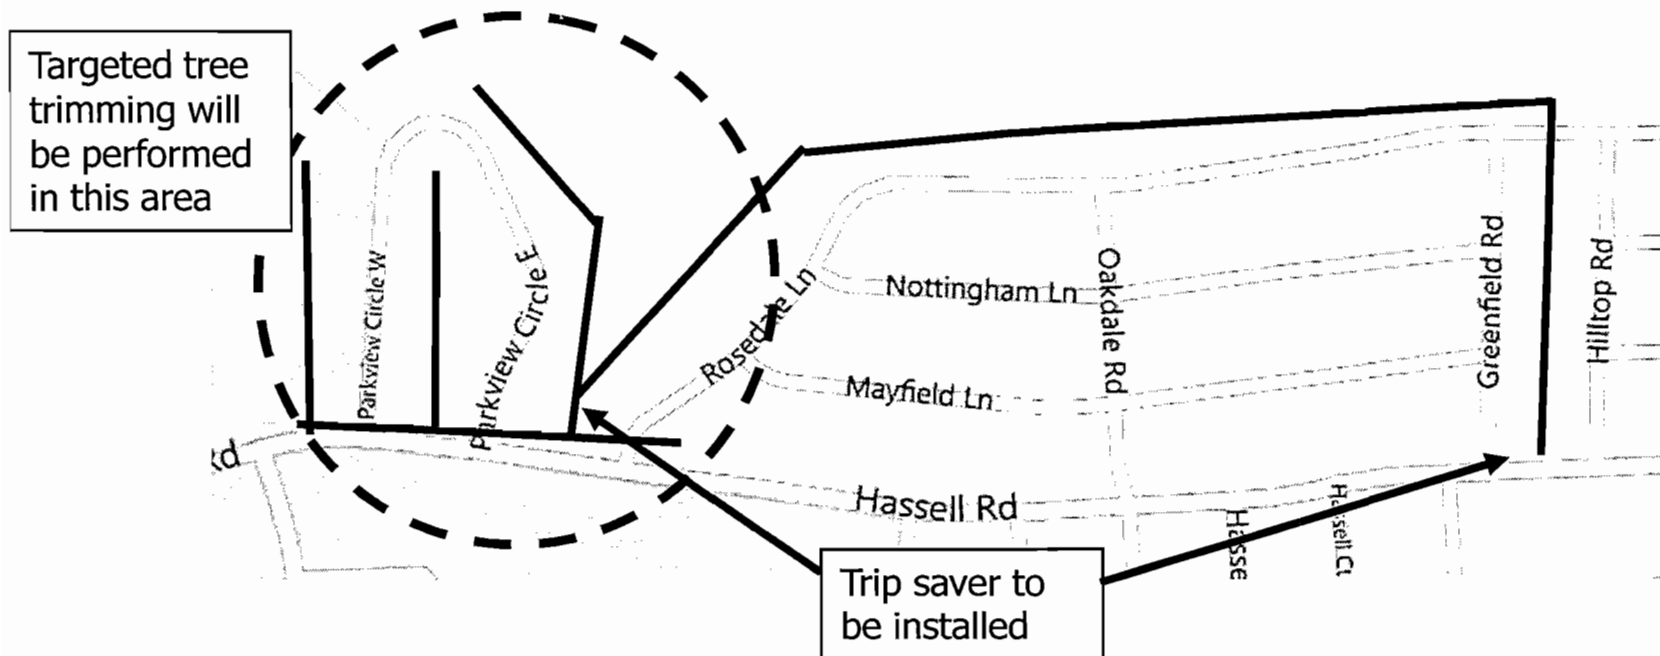 Targeted tree
trimming will
be performed
in this area
Parkview Circle W
Parkview Circle E
Rosedale Ln
Nottingham Ln
Mayfield Ln
Oakdale Rd
Greenfield Rd
Hilltop Rd
Rd
Hassell Rd
Hasse
Hassell Ct
Trip saver to
be installed